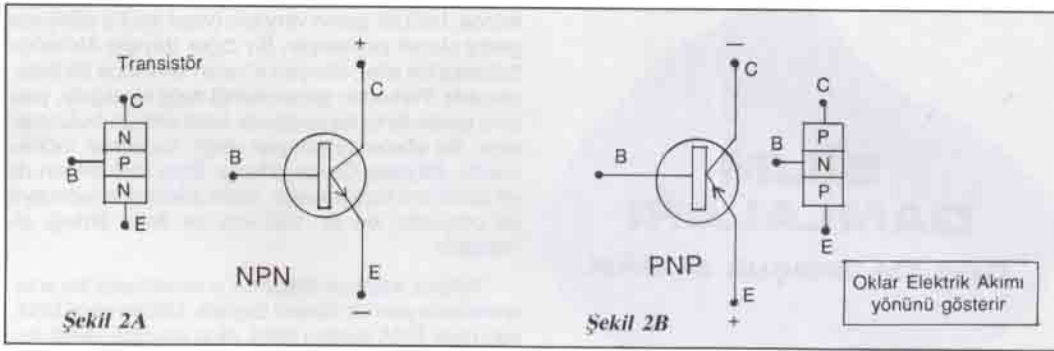 Transistör
C
N
P
N
B
E
+
C
B
E
NPN
—
Şekil 2A
—
C
B
E
PNP
+
Şekil 2B
C
P
N
P
B
E
Oklar Elektrik Akımı
yönünü gösterir